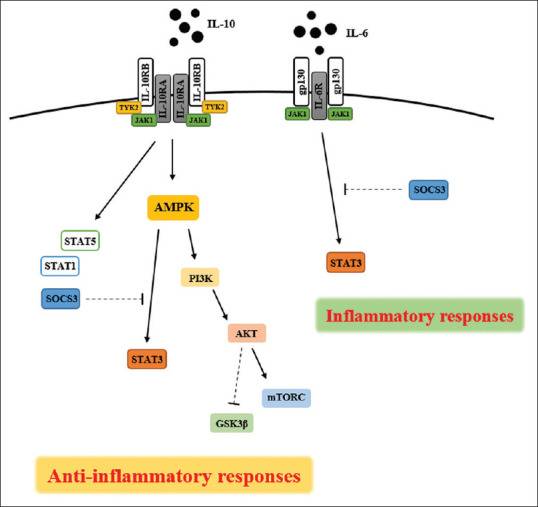 IL-10
IL-6
IL-10RB
IL-10RA
IL-10RA
IL-10RB
TYK2
JAK1
JAK1
TYK2
gp130
IL-6R
gp130
JAK1
JAK1
AMPK
SOCS3
STAT5
STAT1
SOCS3
PI3K
STAT3
Inflammatory responses
AKT
STAT3
mTORC
GSK3β
Anti-inflammatory responses